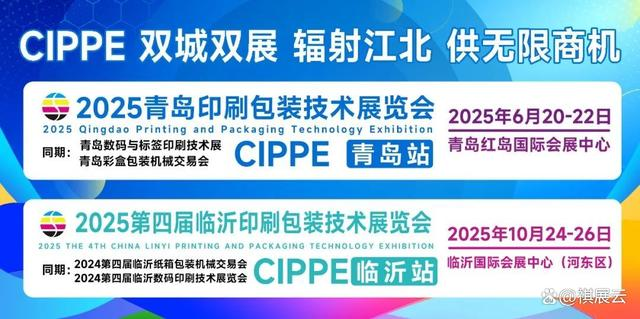 CIPPE 双城双展 辐射江北 供无限商机
2025青岛印刷包装技术展览会
2025 Qingdao Printing and Packaging Technology Exhibition
同期：青岛数码与标签印刷技术展
青岛彩盒包装机械交易会
CIPPE 青岛站
2025年6月20-22日
青岛红岛国际会展中心
2025第四届临沂印刷包装技术展览会
2025 THE 4TH CHINA LINYI PRINTING AND PACKAGING TECHNOLOGY EXHIBITION
同期：2024第四届临沂纸箱包装机械交易会
2024第四届临沂数码印刷技术展览会
CIPPE 临沂站
2025年10月24-26日
临沂国际会展中心（河东区）
祺展云